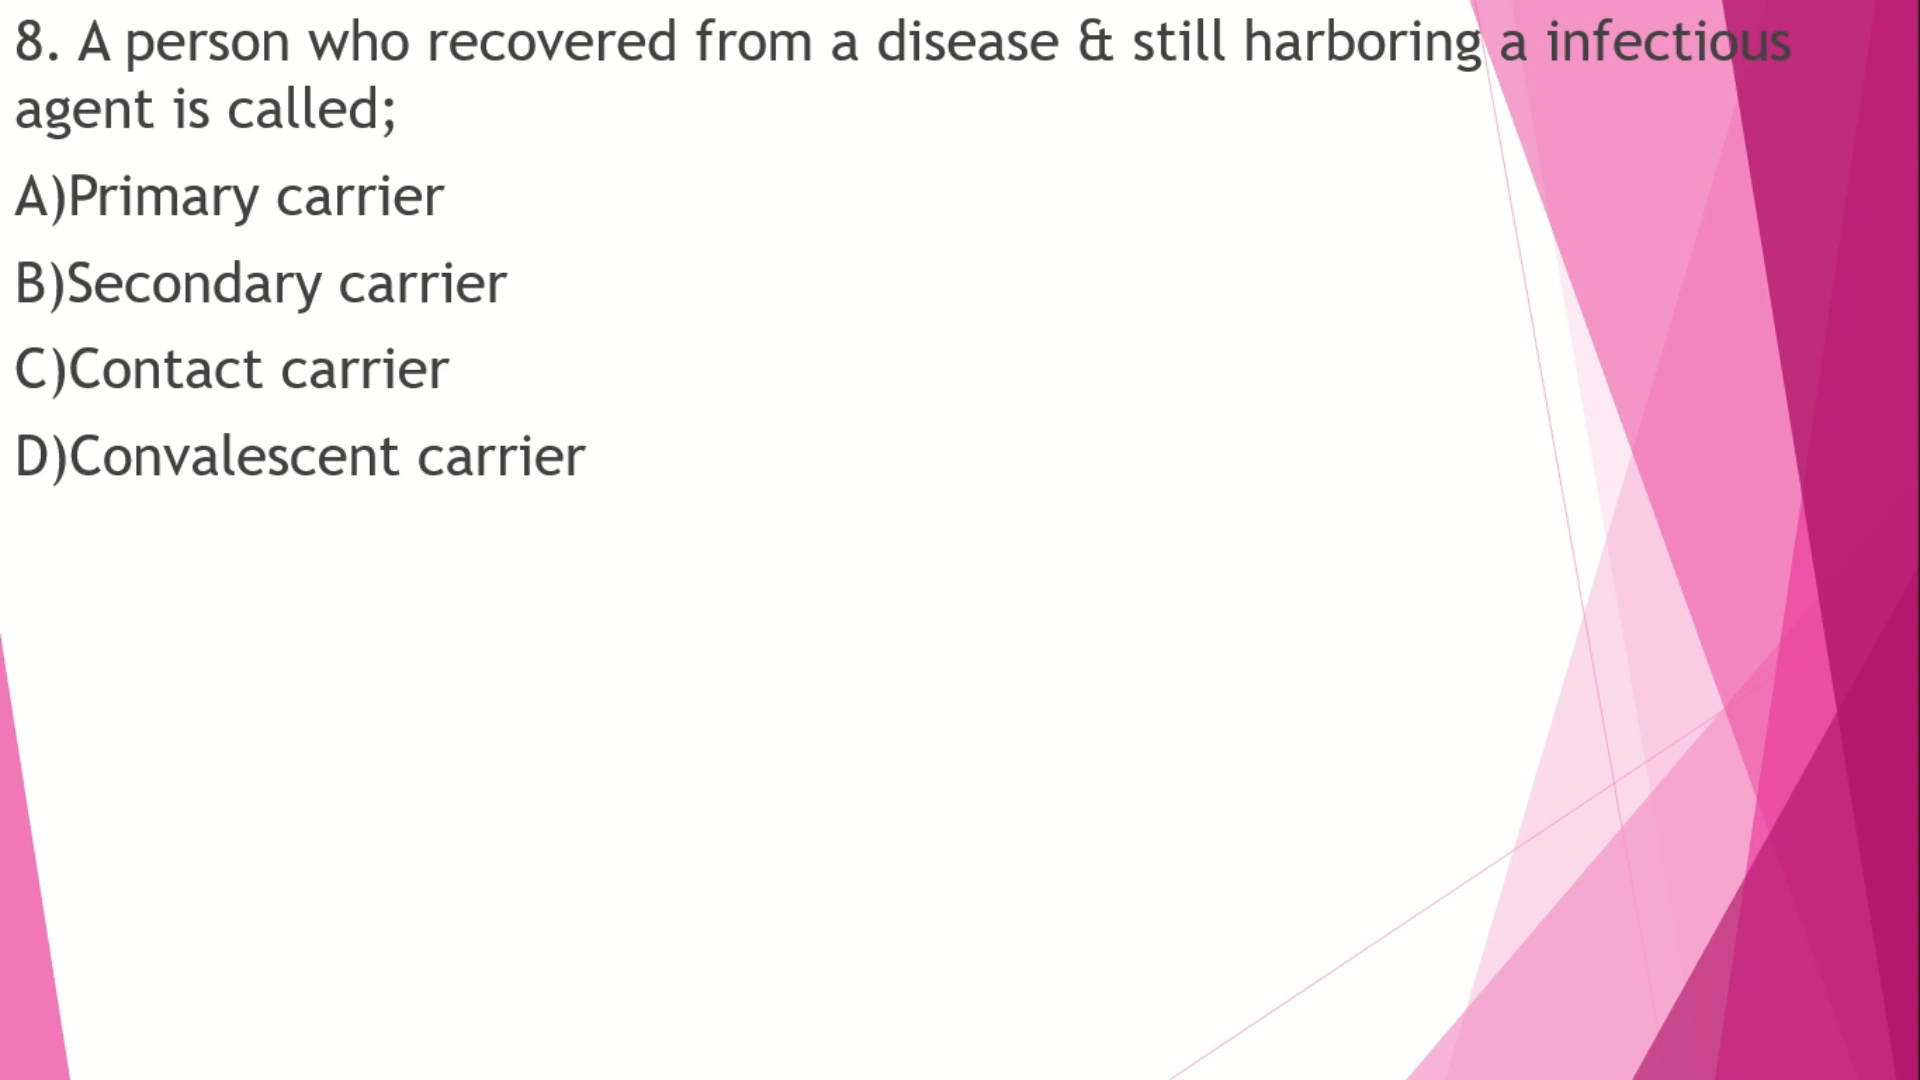 8. A person who recovered from a disease & still harboring a infectious
agent is called;
A)Primary carrier
B)Secondary carrier
C)Contact carrier
D)Convalescent carrier